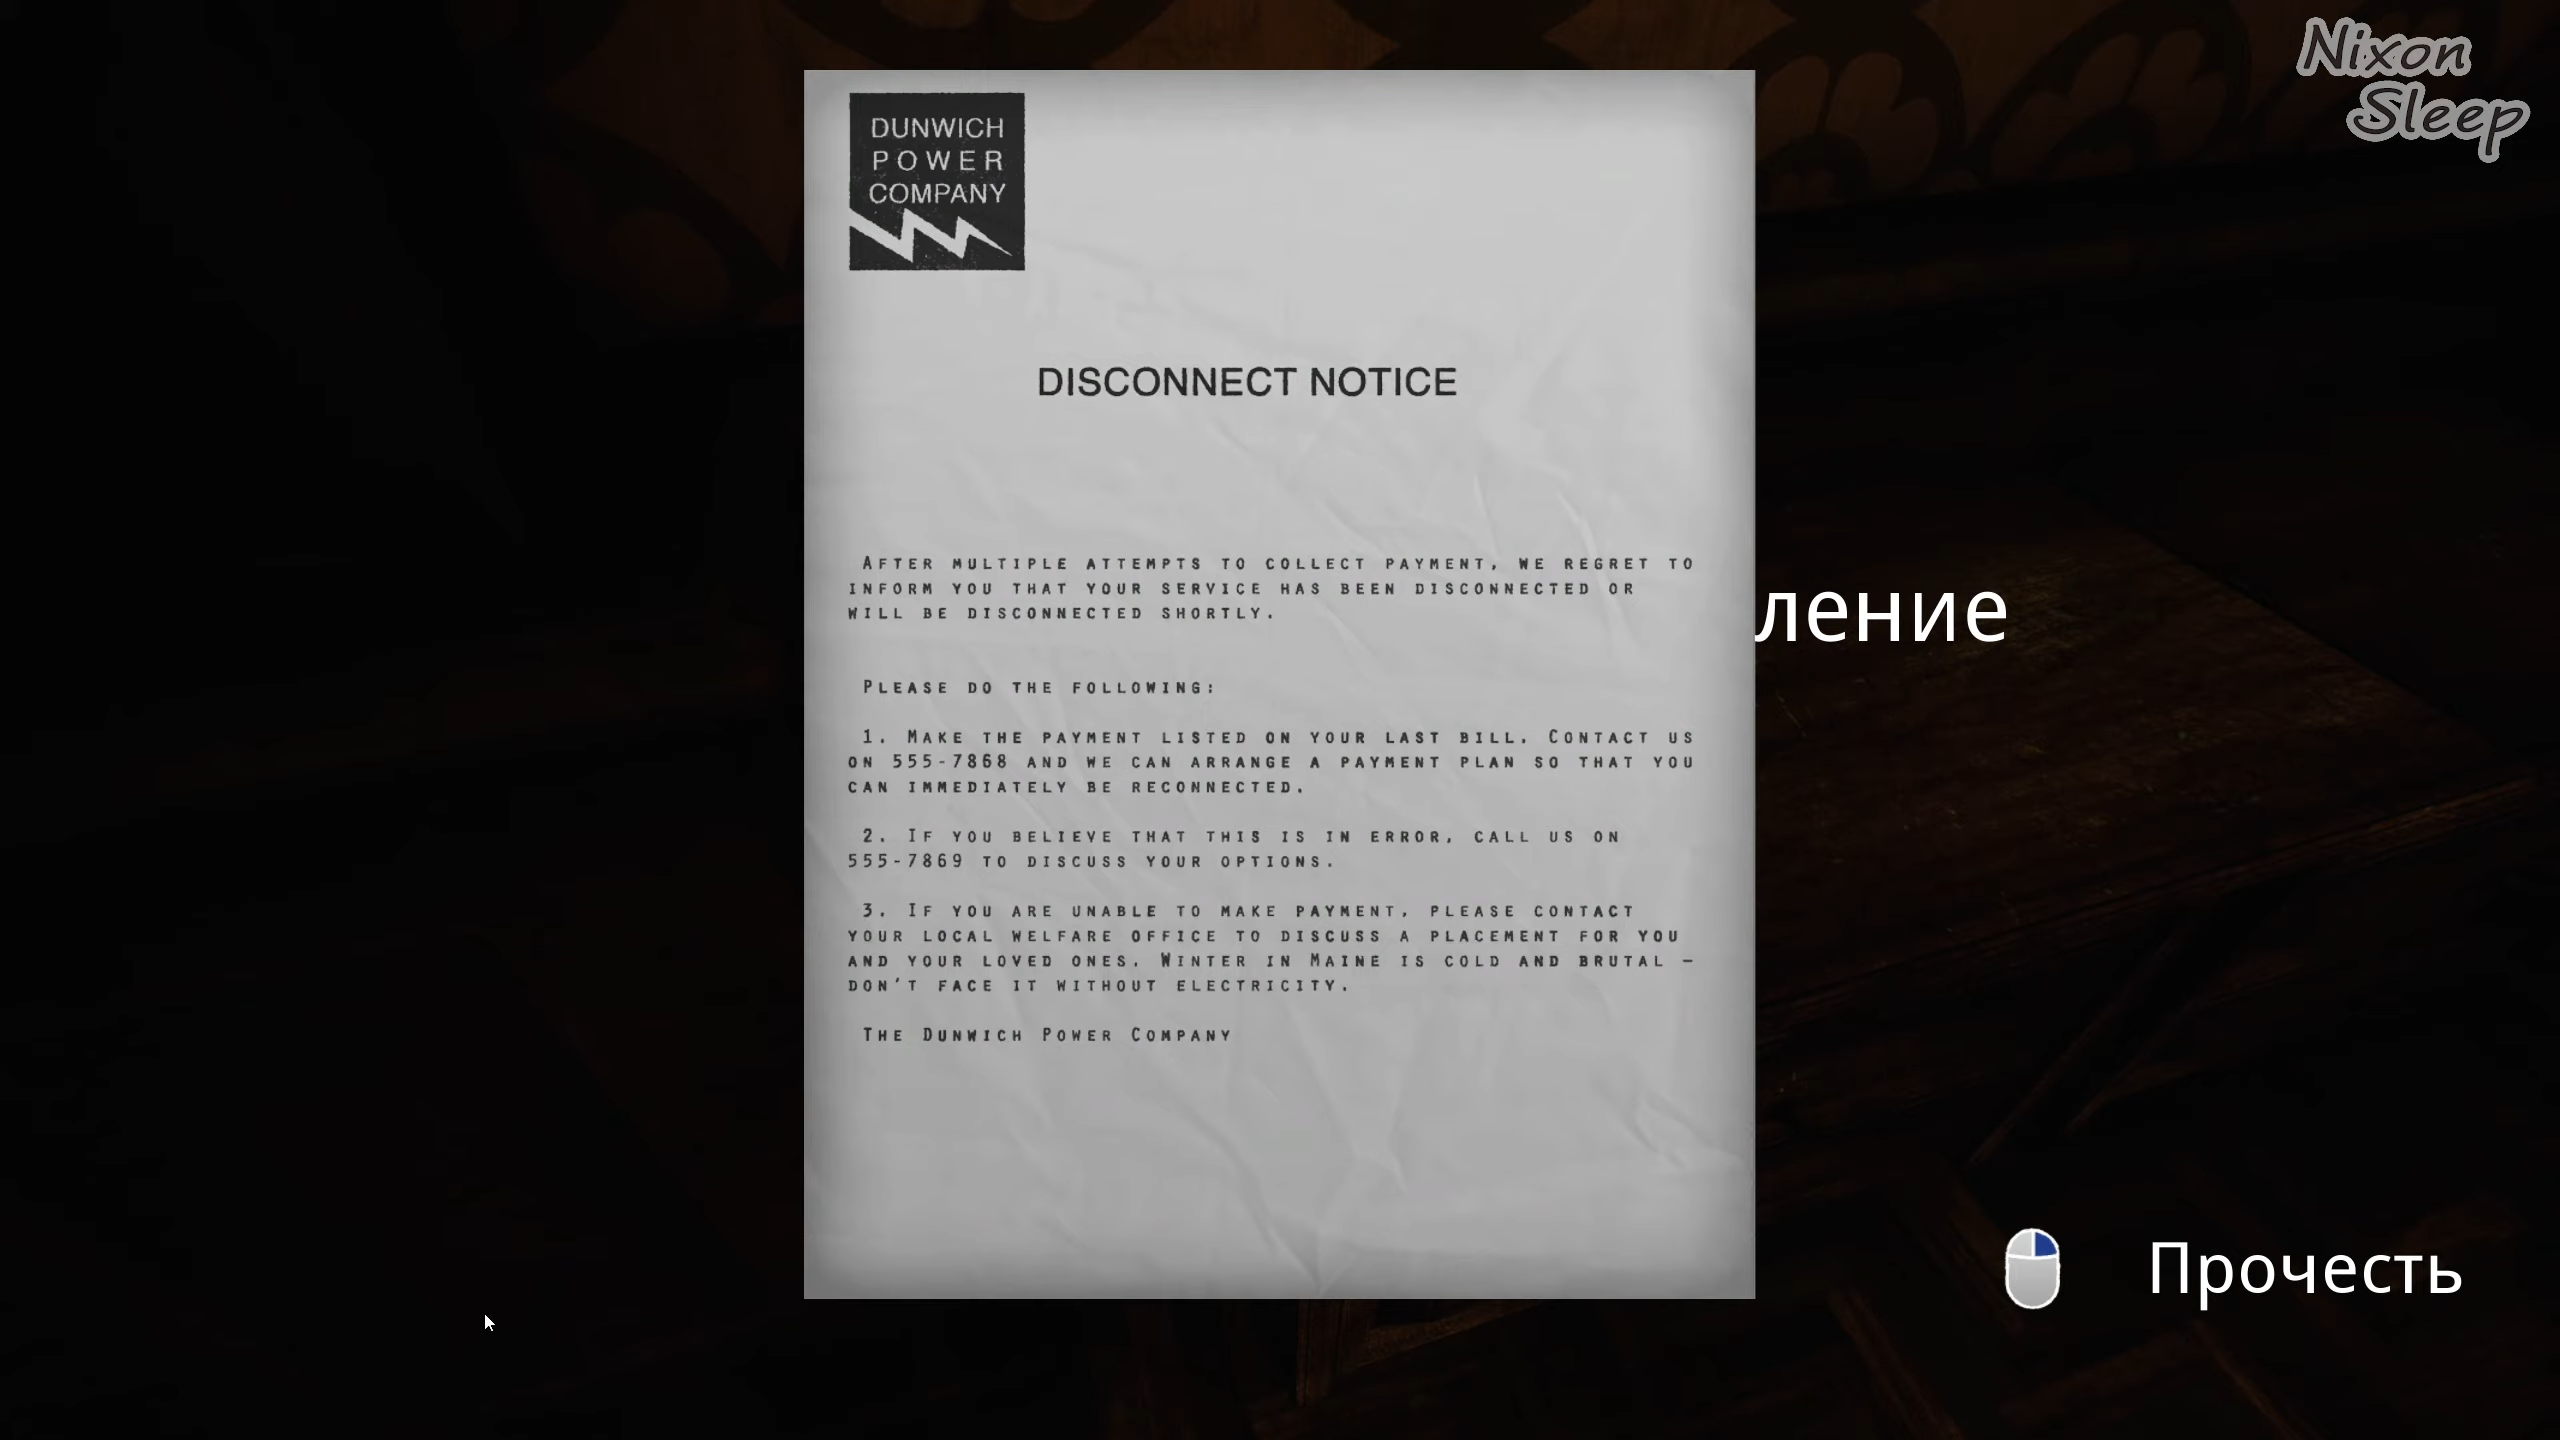 Nixon
Sleep
DUNWICH
POWER
COMPANY
DISCONNECT NOTICE
AFTER MULTIPLE ATTEMPTS TO COLLECT PAYMENT, WE REGRET TO
INFORM YOU THAT YOUR SERVICE HAS BEEN DISCONNECTED OR
WILL BE DISCONNECTED SHORTLY.
ление
PLEASE DO THE FOLLOWING:
1. MAKE THE PAYMENT LISTED ON YOUR LAST BILL. CONTACT US
ON 555-7868 AND WE CAN ARRANGE A PAYMENT PLAN SO THAT YOU
CAN IMMEDIATELY BE RECONNECTED.
2. IF YOU BELIEVE THAT THIS IS IN ERROR, CALL US ON
555-7869 TO DISCUSS YOUR OPTIONS.
3. IF YOU ARE UNABLE TO MAKE PAYMENT, PLEASE CONTACT
YOUR LOCAL WELFARE OFFICE TO DISCUSS A PLACEMENT FOR YOU
AND YOUR LOVED ONES. WINTER IN MAINE IS COLD AND BRUTAL –
DON'T FACE IT WITHOUT ELECTRICITY.
THE DUNWICH POWER COMPANY
Прочесть